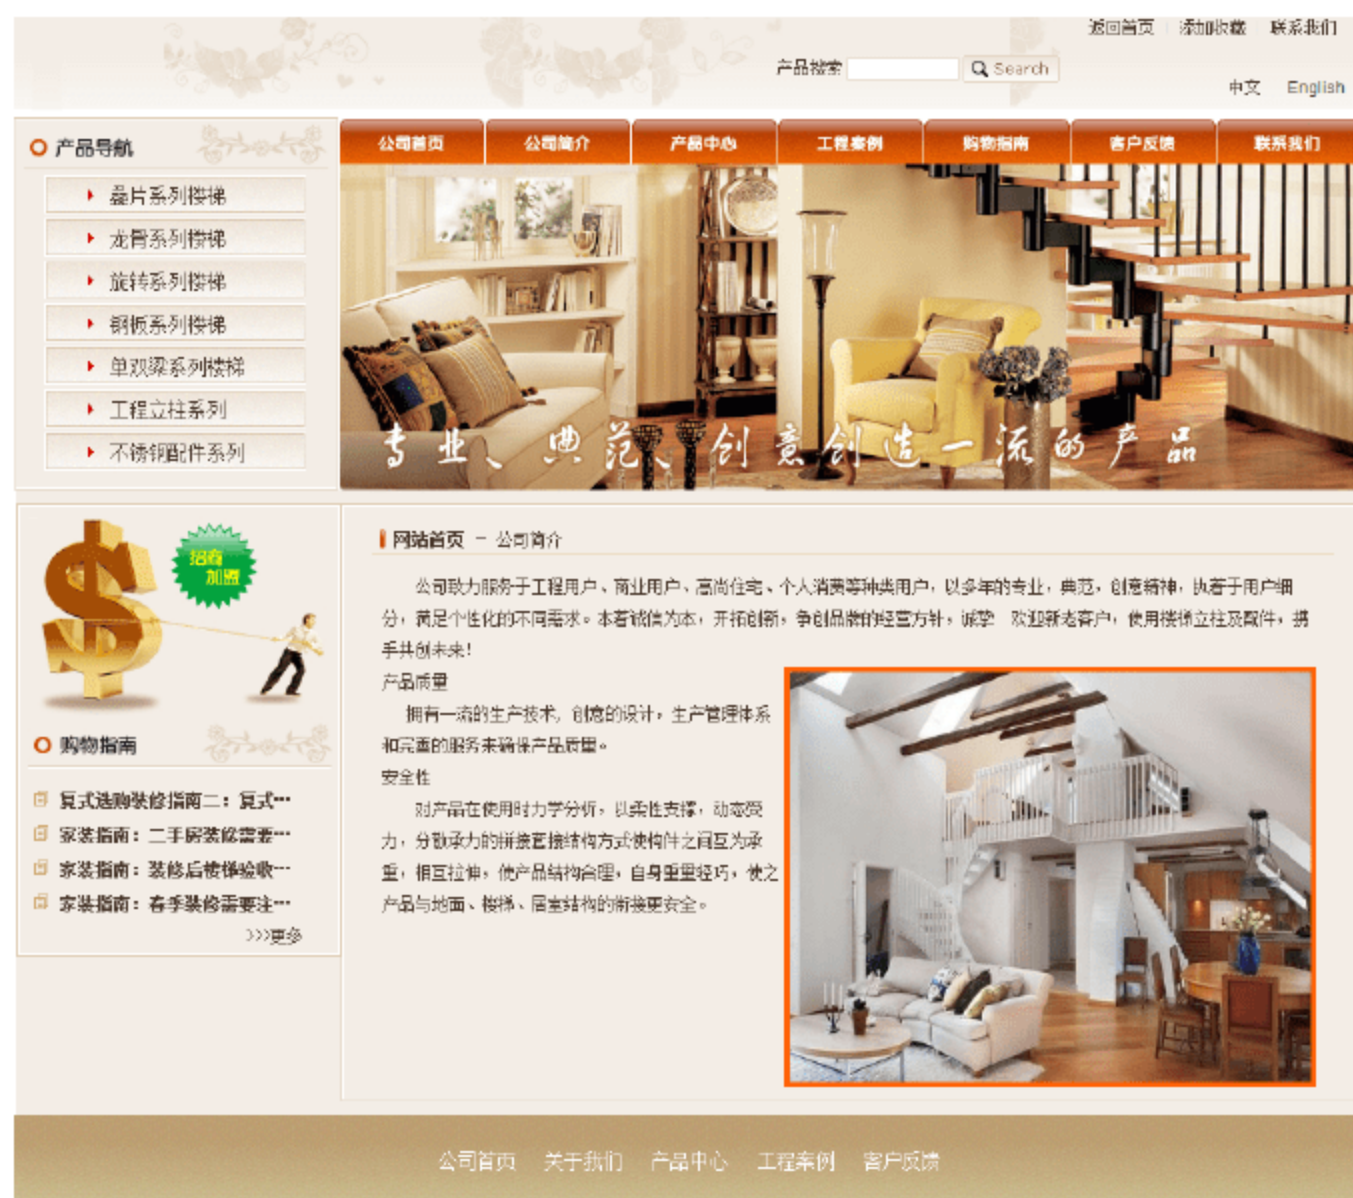 返回首页 添加收藏 联系我们
产品搜索 Search
中文 English
产品导航
公司首页 公司简介 产品中心 工程案例 购物指南 客户反馈 联系我们
晶片系列楼梯
龙骨系列楼梯
旋转系列楼梯
钢板系列楼梯
单双梁系列楼梯
工程立柱系列
不锈钢配件系列
专业、典范、创意创造一流的产品
招商
加盟
网站首页 - 公司简介
公司致力服务于工程用户、商业用户、高尚住宅、个人消费等种类用户，以多年的专业，典范，创意精神，执着于用户细
分，满足个性化的不同需求。本着诚信为本，开拓创新，争创品牌的经营方针，诚挚 欢迎新老客户，使用楼梯立柱及配件，携
手共创未来！
产品质量
拥有一流的生产技术，创意的设计，生产管理体系
和完善的服务来确保产品质量。
安全性
对产品在使用时力学分析，以柔性支撑，动态受
力，分散承力的拼接套接结构方式使构件之间互为承
重，相互拉伸，使产品结构合理，自身重量轻巧，使之
产品与地面、楼梯、居室结构的衔接更安全。
购物指南
复式选购装修指南二：复式···
家装指南：二手房装修需要···
家装指南：装修后楼梯验收···
家装指南：春季装修需要注···
>>>更多
公司首页 关于我们 产品中心 工程案例 客户反馈